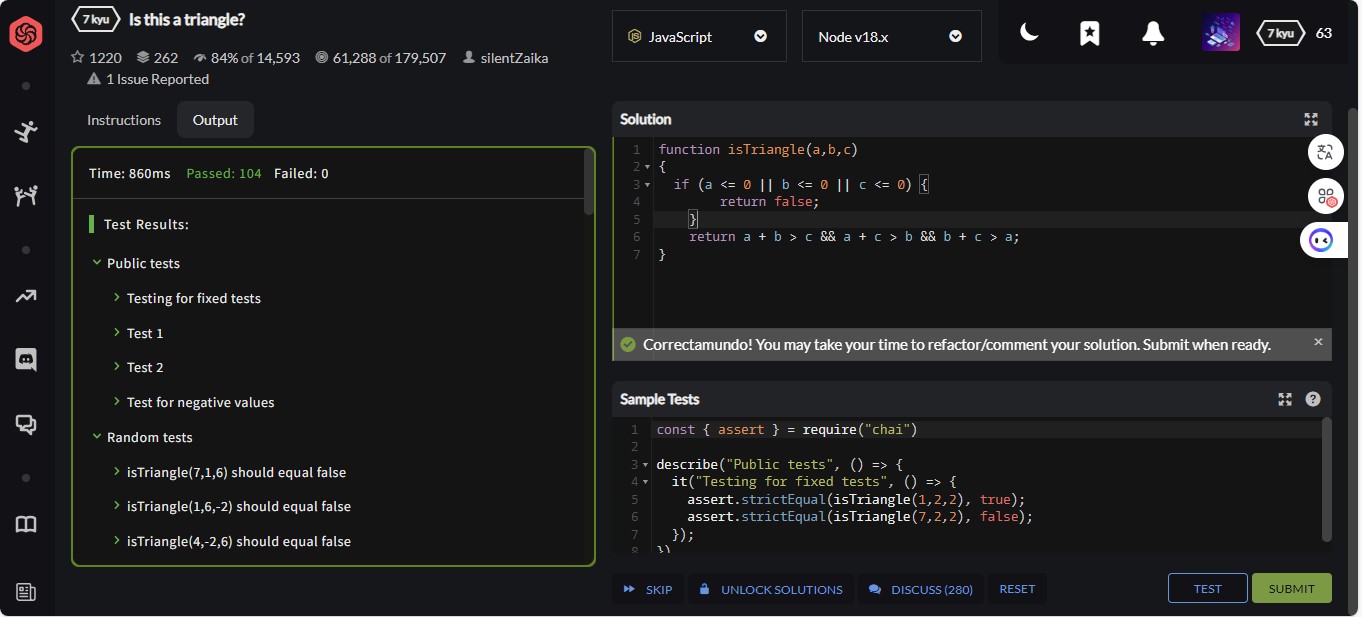 7 kyu Is this a triangle?
1220 262 84% of 14,593 61,288 of 179,507 silentZaika
1 Issue Reported
JavaScript
Node v18.x
7 kyu 63
Instructions Output
Time: 860ms Passed: 104 Failed: 0
Test Results:
Public tests
Testing for fixed tests
Test 1
Test 2
Test for negative values
Random tests
isTriangle(7,1,6) should equal false
isTriangle(1,6,-2) should equal false
isTriangle(4,-2,6) should equal false
Solution
1 function isTriangle(a,b,c)
2 {
3 if (a <= 0 || b <= 0 || c <= 0) {
4 return false;
5 }
6 return a + b > c && a + c > b && b + c > a;
7 }
Correctamundo! You may take your time to refactor/comment your solution. Submit when ready. ×
Sample Tests ?
1 const { assert } = require("chai")
2
3 describe("Public tests", () => {
4 it("Testing for fixed tests", () => {
5 assert.strictEqual(isTriangle(1,2,2), true);
6 assert.strictEqual(isTriangle(7,2,2), false);
7 });
8 })
SKIP UNLOCK SOLUTIONS DISCUSS (280) RESET TEST SUBMIT